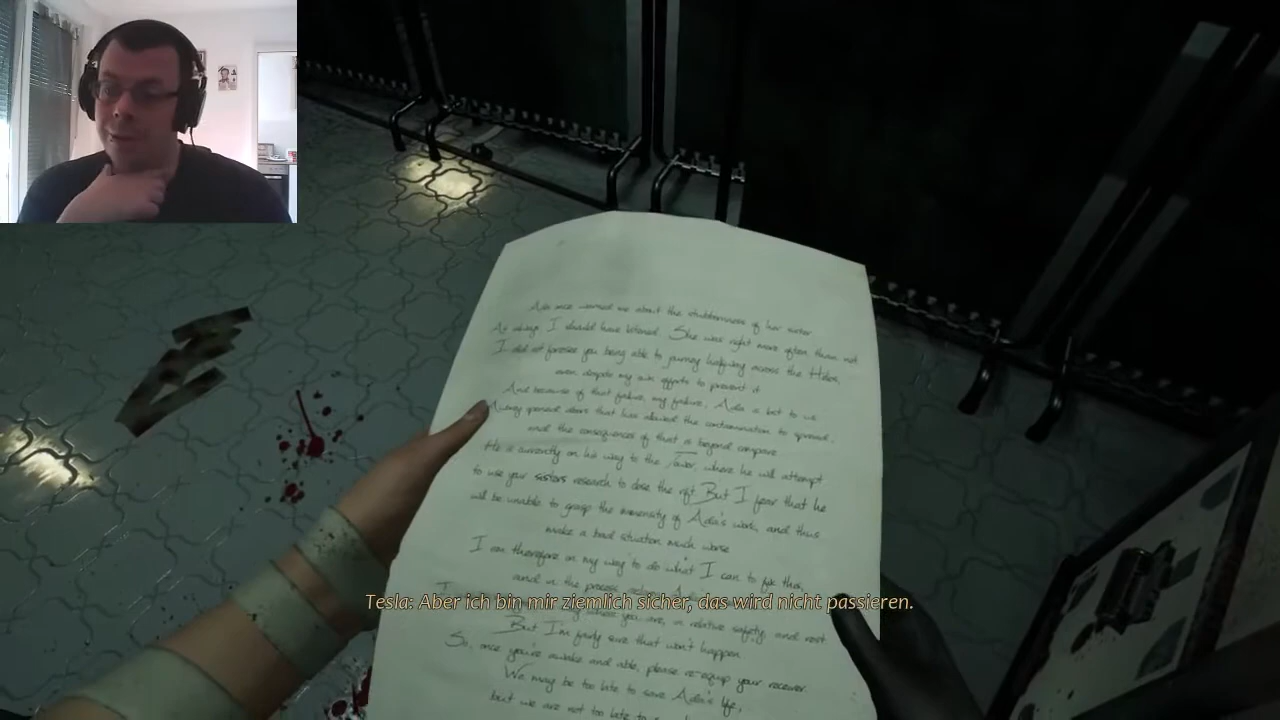 Ada once warned me about the stubbornness of her sister
As always I should have listened. She was right more often than not
I did not foresee you being able to journey halfway across the Helios,
even despite my own efforts to prevent it
And because of that failure, my failure, Ada is lost to us
opened doors that has allowed the contamination to spread,
and the consequences of that is beyond compare
He is currently on his way to the Tower, where he will attempt
to use your sisters research to close the rift. But I fear that he
will be unable to grasp the immensity of Ada's work, and thus
make a bad situation much worse
I am therefore on my way to do what I can to fix this,
and in the process
Tesla: Aber ich bin mir ziemlich sicher, das wird nicht passieren.
where you are, in relative safety, and rest
But I'm fairly sure that won't happen
So, once you're awake and able, please re-equip your receiver.
We may be too late to save Ada's life,
but we are not too late to